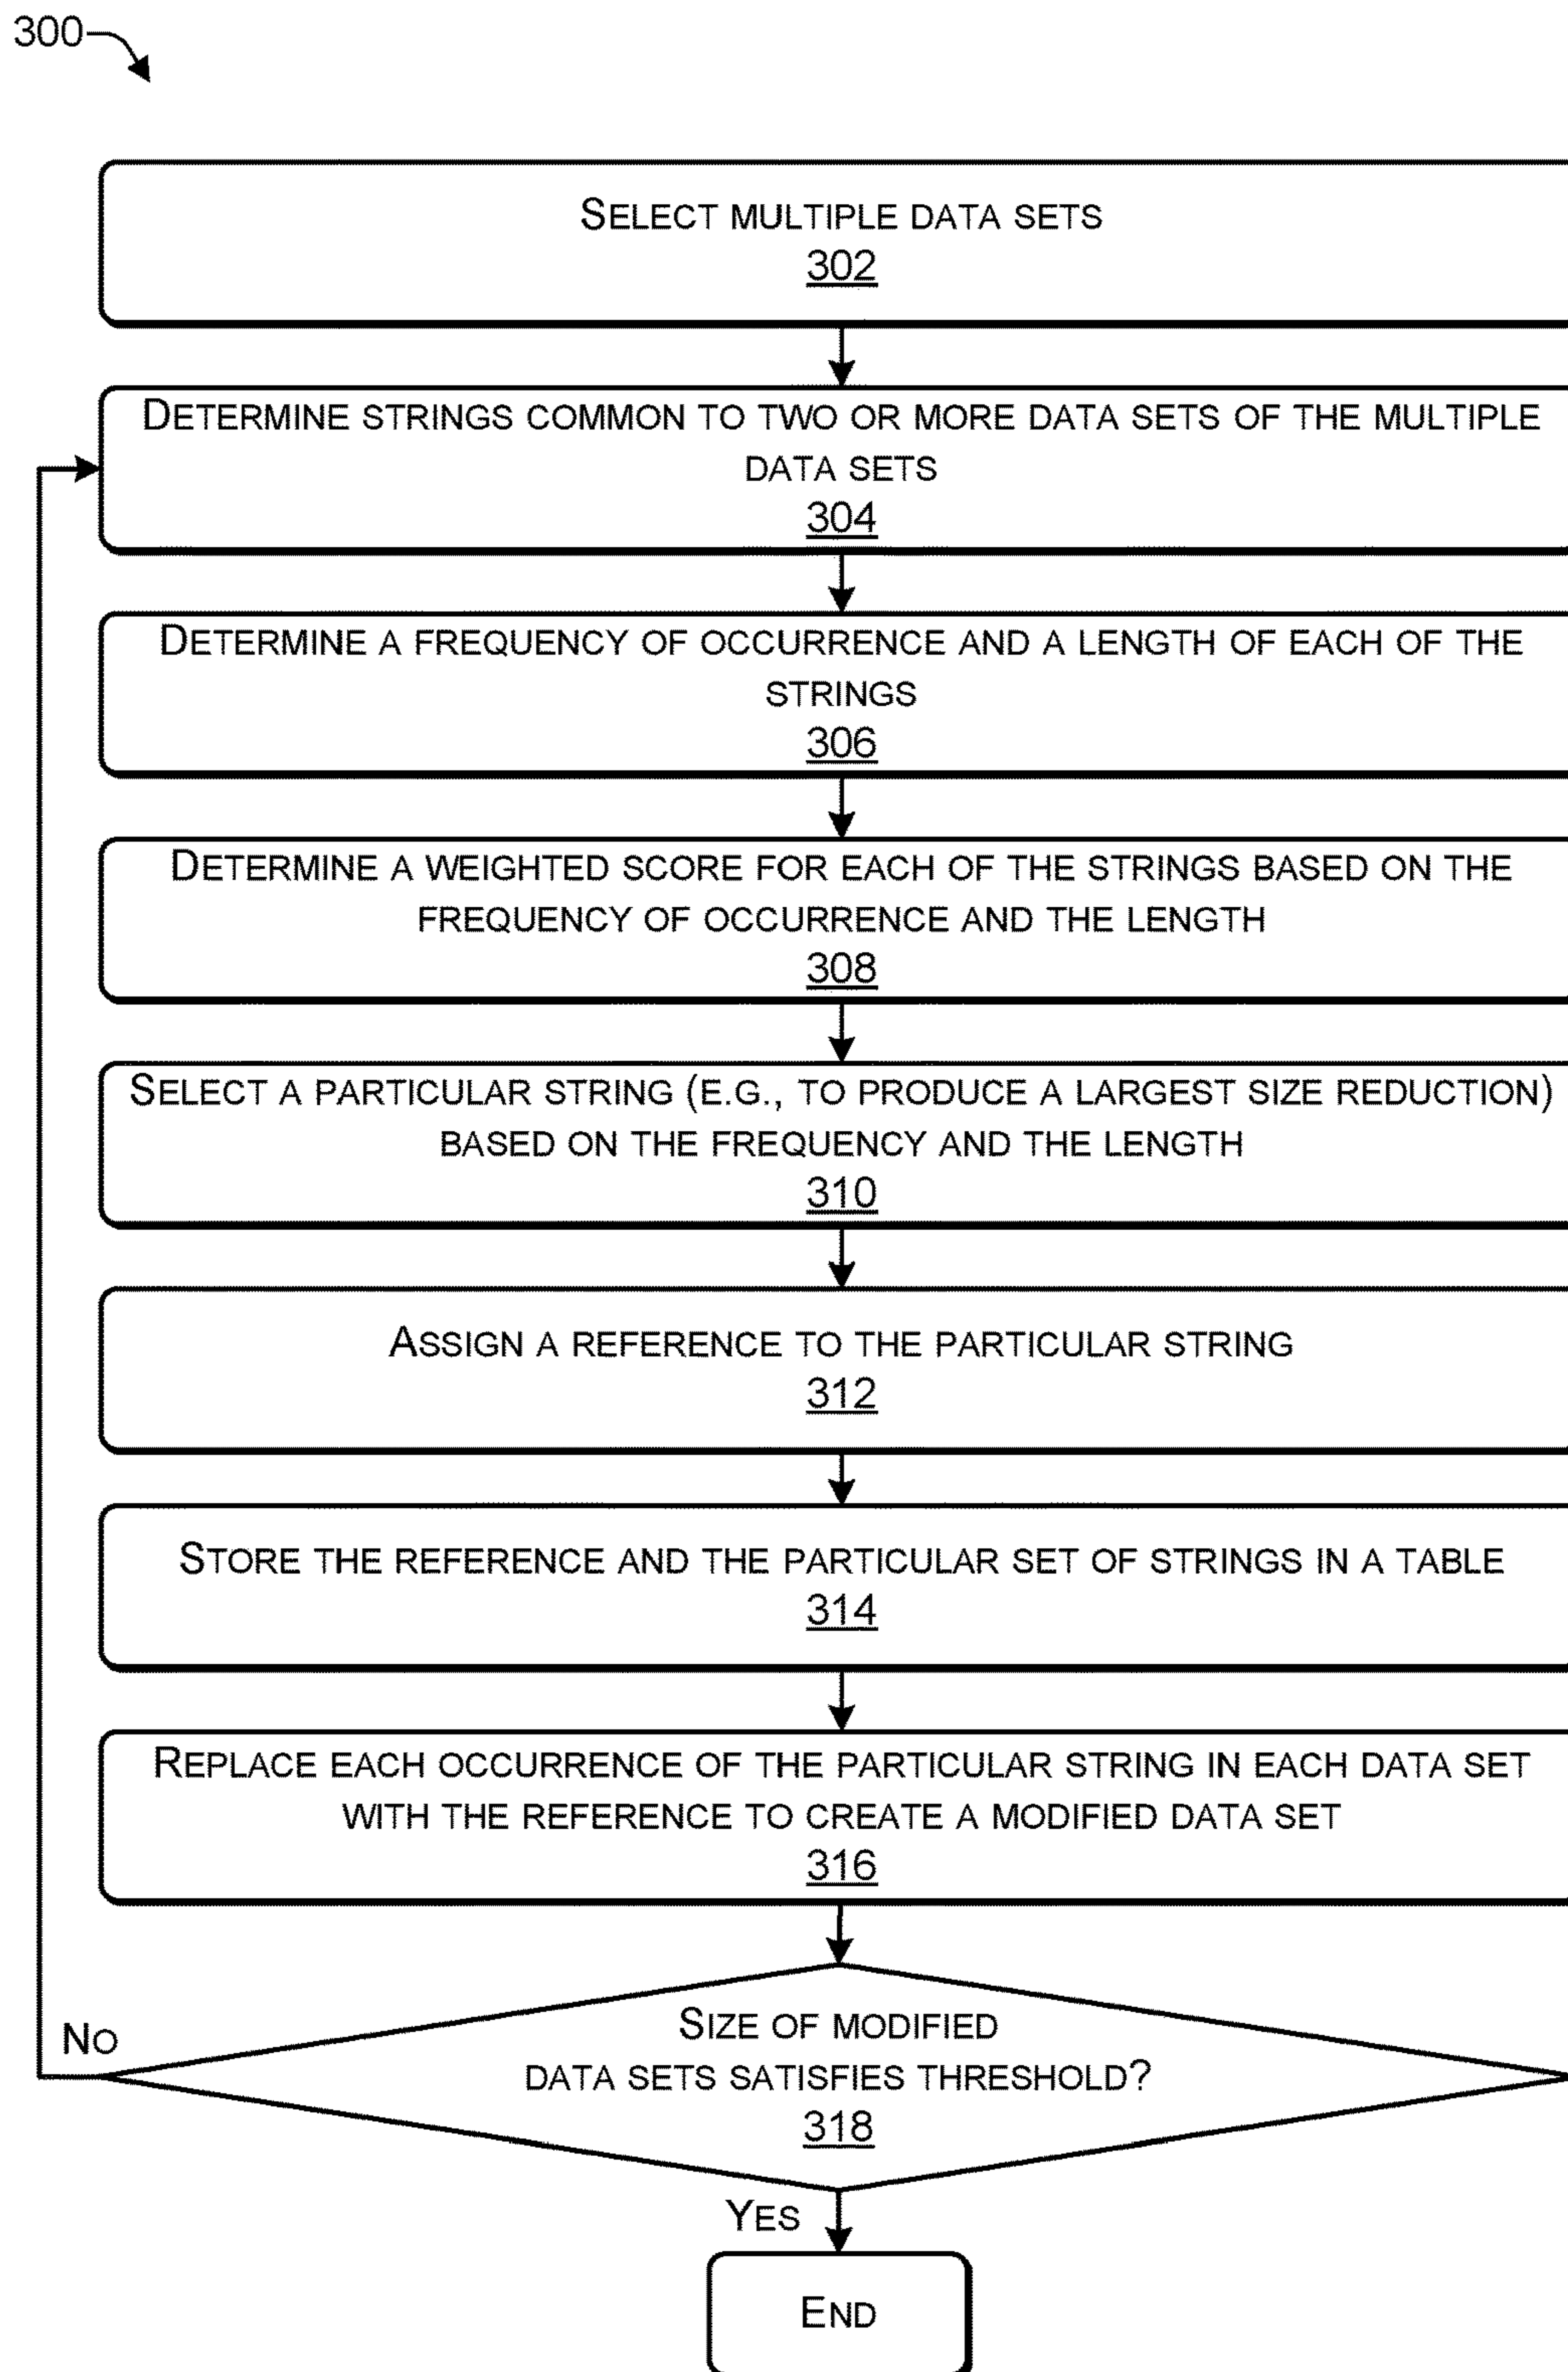 300
SELECT MULTIPLE DATA SETS
302
DETERMINE STRINGS COMMON TO TWO OR MORE DATA SETS OF THE MULTIPLE
DATA SETS
304
DETERMINE A FREQUENCY OF OCCURRENCE AND A LENGTH OF EACH OF THE
STRINGS
306
DETERMINE A WEIGHTED SCORE FOR EACH OF THE STRINGS BASED ON THE
FREQUENCY OF OCCURRENCE AND THE LENGTH
308
SELECT A PARTICULAR STRING (E.G., TO PRODUCE A LARGEST SIZE REDUCTION)
BASED ON THE FREQUENCY AND THE LENGTH
310
ASSIGN A REFERENCE TO THE PARTICULAR STRING
312
STORE THE REFERENCE AND THE PARTICULAR SET OF STRINGS IN A TABLE
314
REPLACE EACH OCCURRENCE OF THE PARTICULAR STRING IN EACH DATA SET
WITH THE REFERENCE TO CREATE A MODIFIED DATA SET
316
NO
SIZE OF MODIFIED
DATA SETS SATISFIES THRESHOLD?
318
YES
END